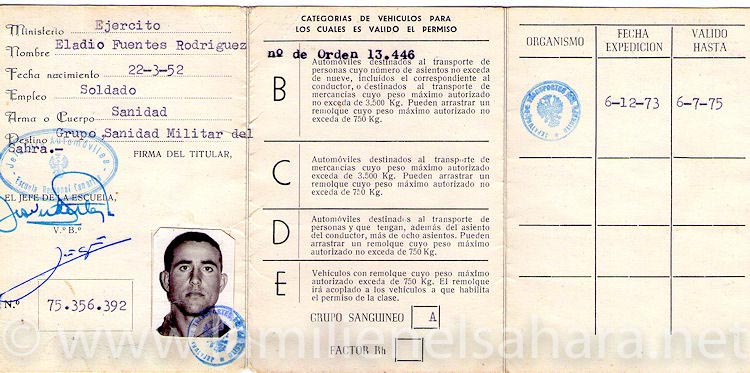 Ministerio Ejercito
Nombre Eladio Fuentes Rodriguez
Fecha nacimiento 22-3-52
Empleo Soldado
Arma o Cuerpo Sanidad
Destino Grupo Sanidad Militar del
Sahra.-
FIRMA DEL TITULAR,
EL JEFE DE LA ESCUELA,
V.º B.º
N.º 75.356.392
CATEGORIAS DE VEHICULOS PARA
LOS CUALES ES VALIDO EL PERMISO
nº de Orden 13.446
B
Automóviles destinados al transporte de
personas cuyo número de asientos no exceda
de nueve, incluidos el correspondiente al
conductor, o destinados al transporte de
mercancías cuyo peso máximo autorizado
no exceda de 3.500 Kg. Pueden arrastrar un
remolque cuyo peso máximo autorizado no
exceda de 750 Kg.
C
Automóviles destinados al transporte de
mercancías cuyo peso máximo autorizado
exceda de 3.500 Kg. Pueden arrastrar un
remolque cuyo peso máximo autorizado no
exceda de 750 Kg.
D
Automóviles destinados al transporte de
personas y que tengan, además del asiento
del conductor, más de ocho asientos. Pueden
arrastrar un remolque cuyo peso máximo
autorizado no exceda de 750 Kg.
E
Vehículos con remolque cuyo peso máximo
autorizado exceda de 750 Kg. El remolque
irá acoplado a los vehículos a que habilita
el permiso de la clase.
GRUPO SANGUINEO A
FACTOR Rh
ORGANISMO
FECHA
EXPEDICION
VALIDO
HASTA
6-12-73
6-7-75